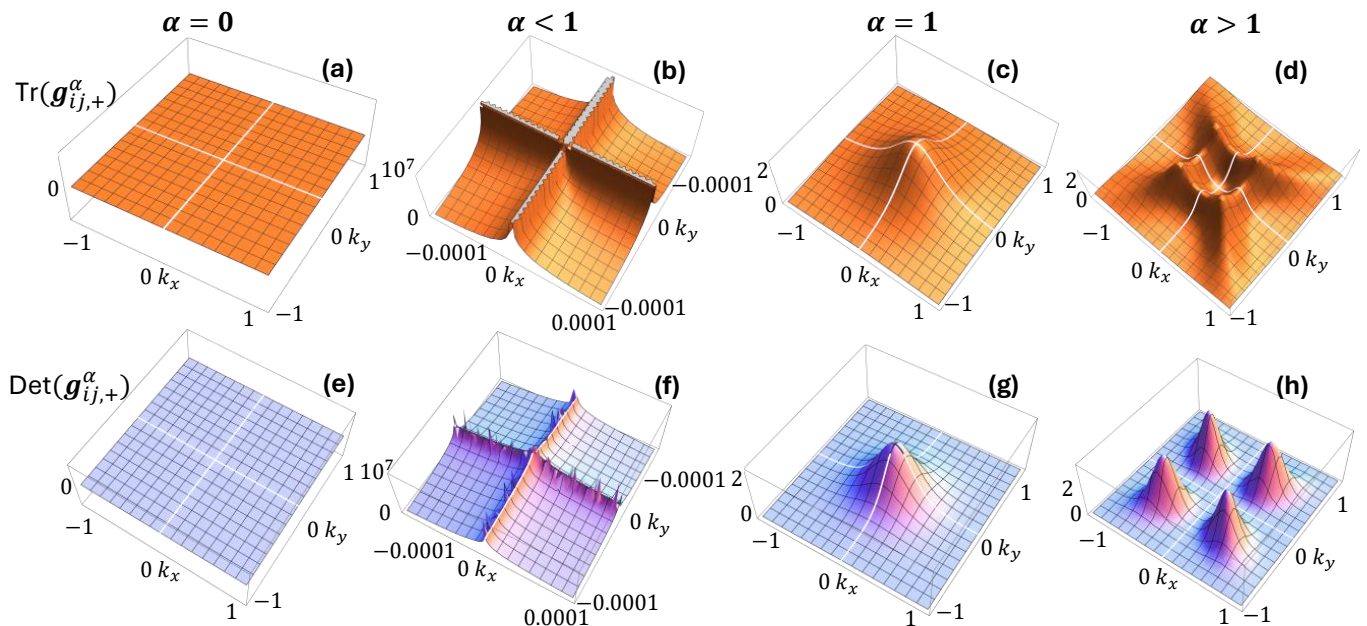 α = 0
α < 1
α = 1
α > 1
Tr(g^α_{ij,+})
(a)
0
−1
0 k_x
1
−1
0 k_y
1
(b)
10^7
0
−0.0001
0 k_x
0.0001
−0.0001
0 k_y
−0.0001
(c)
2
0
−1
0 k_x
1
−1
0 k_y
1
(d)
2
0
−1
0 k_x
1
−1
0 k_y
1
Det(g^α_{ij,+})
(e)
0
−1
0 k_x
1
−1
0 k_y
1
(f)
10^7
0
−0.0001
0 k_x
0.0001
−0.0001
0 k_y
−0.0001
(g)
2
0
−1
0 k_x
1
−1
0 k_y
1
(h)
2
0
−1
0 k_x
1
−1
0 k_y
1